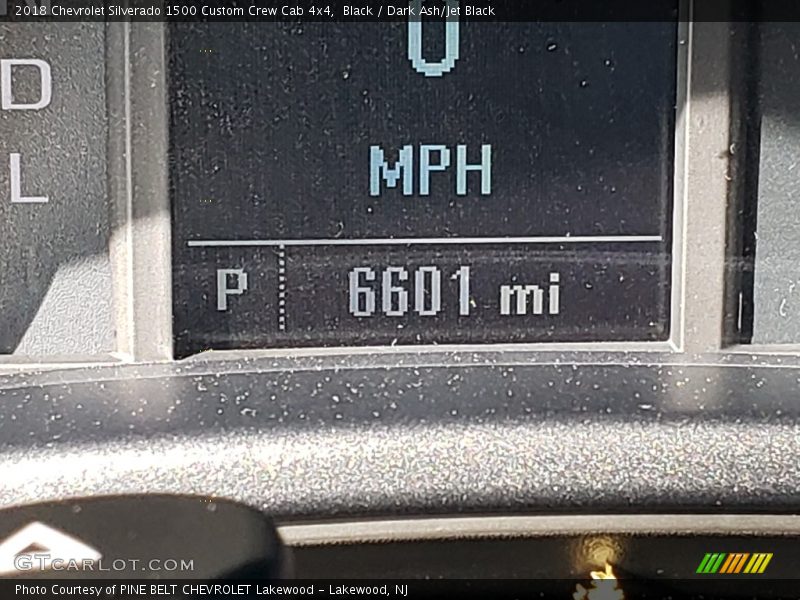 2018 Chevrolet Silverado 1500 Custom Crew Cab 4x4, Black / Dark Ash/Jet Black
D
0
L
MPH
P 6601 mi
GTCARLOT.COM
Photo Courtesy of PINE BELT CHEVROLET Lakewood - Lakewood, NJ